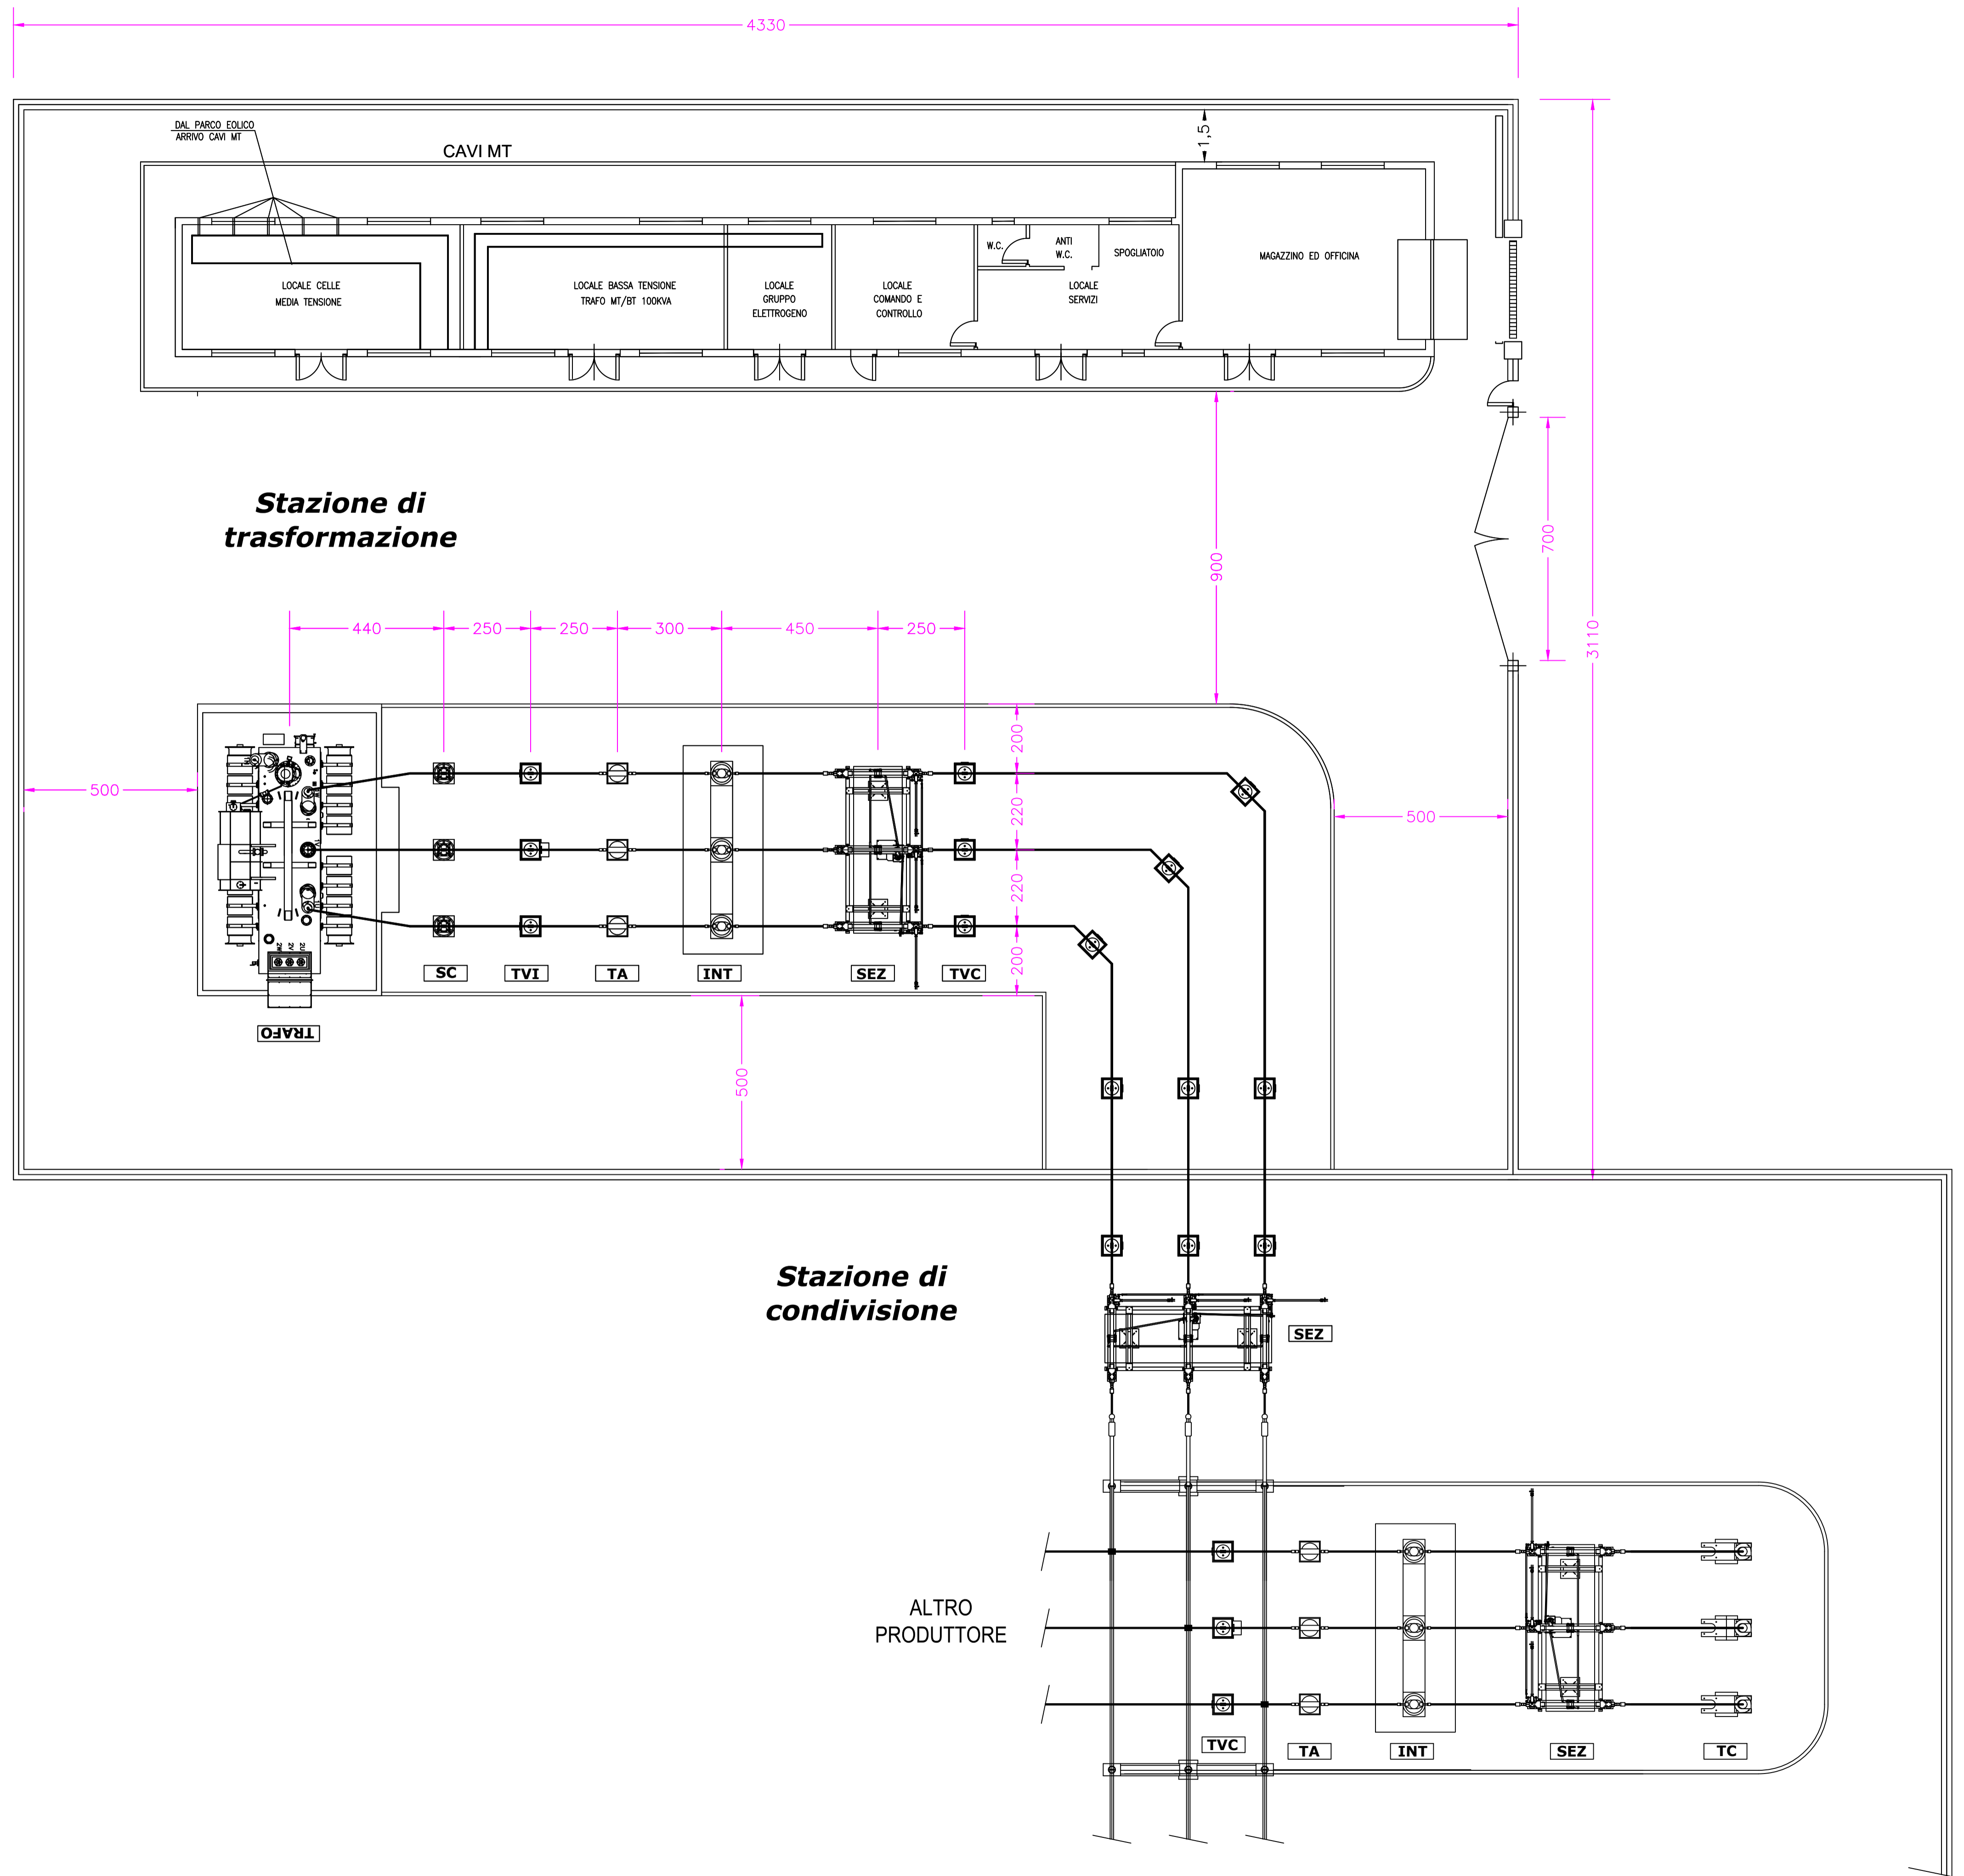 4330
DAL PARCO EOLICO
ARRIVO CAVI MT
CAVI MT
1,5
W.C.
ANTI
W.C.
SPOGLIATOIO
MAGAZZINO ED OFFICINA
LOCALE CELLE
MEDIA TENSIONE
LOCALE BASSA TENSIONE
TRAFO MT/BT 100KVA
LOCALE
GRUPPO
ELETTROGENO
LOCALE
COMANDO E
CONTROLLO
LOCALE
SERVIZI
Stazione di
trasformazione
900
700
3110
440
250
250
300
450
250
200
220
220
200
500
500
2U
2V
2W
SC
TVI
TA
INT
SEZ
TVC
TRAFO
500
Stazione di
condivisione
SEZ
ALTRO
PRODUTTORE
TVC
TA
INT
SEZ
TC